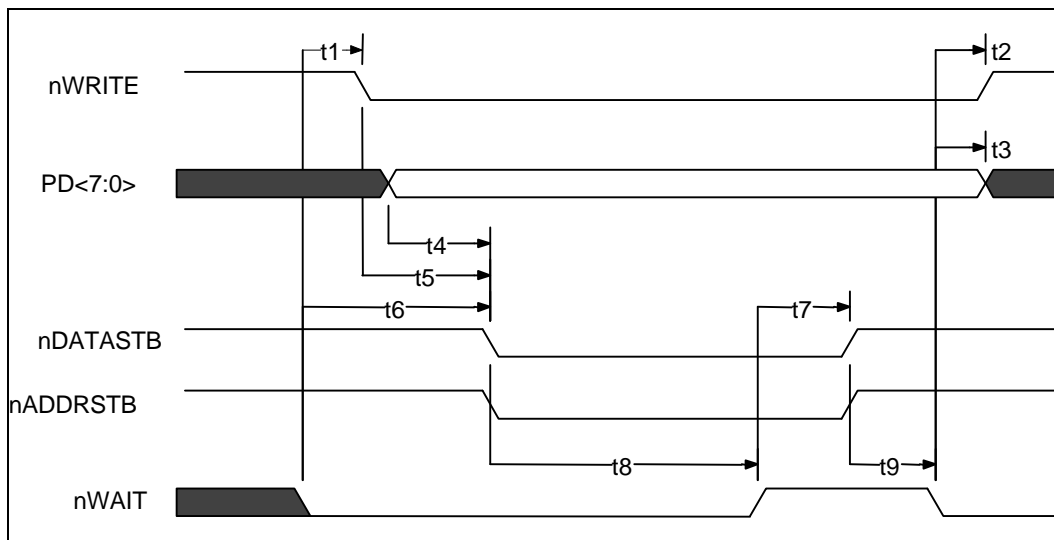 t1
t2
nWRITE
t3
PD<7:0>
t4
t5
t6
t7
nDATASTB
nADDRSTB
t8
t9
nWAIT